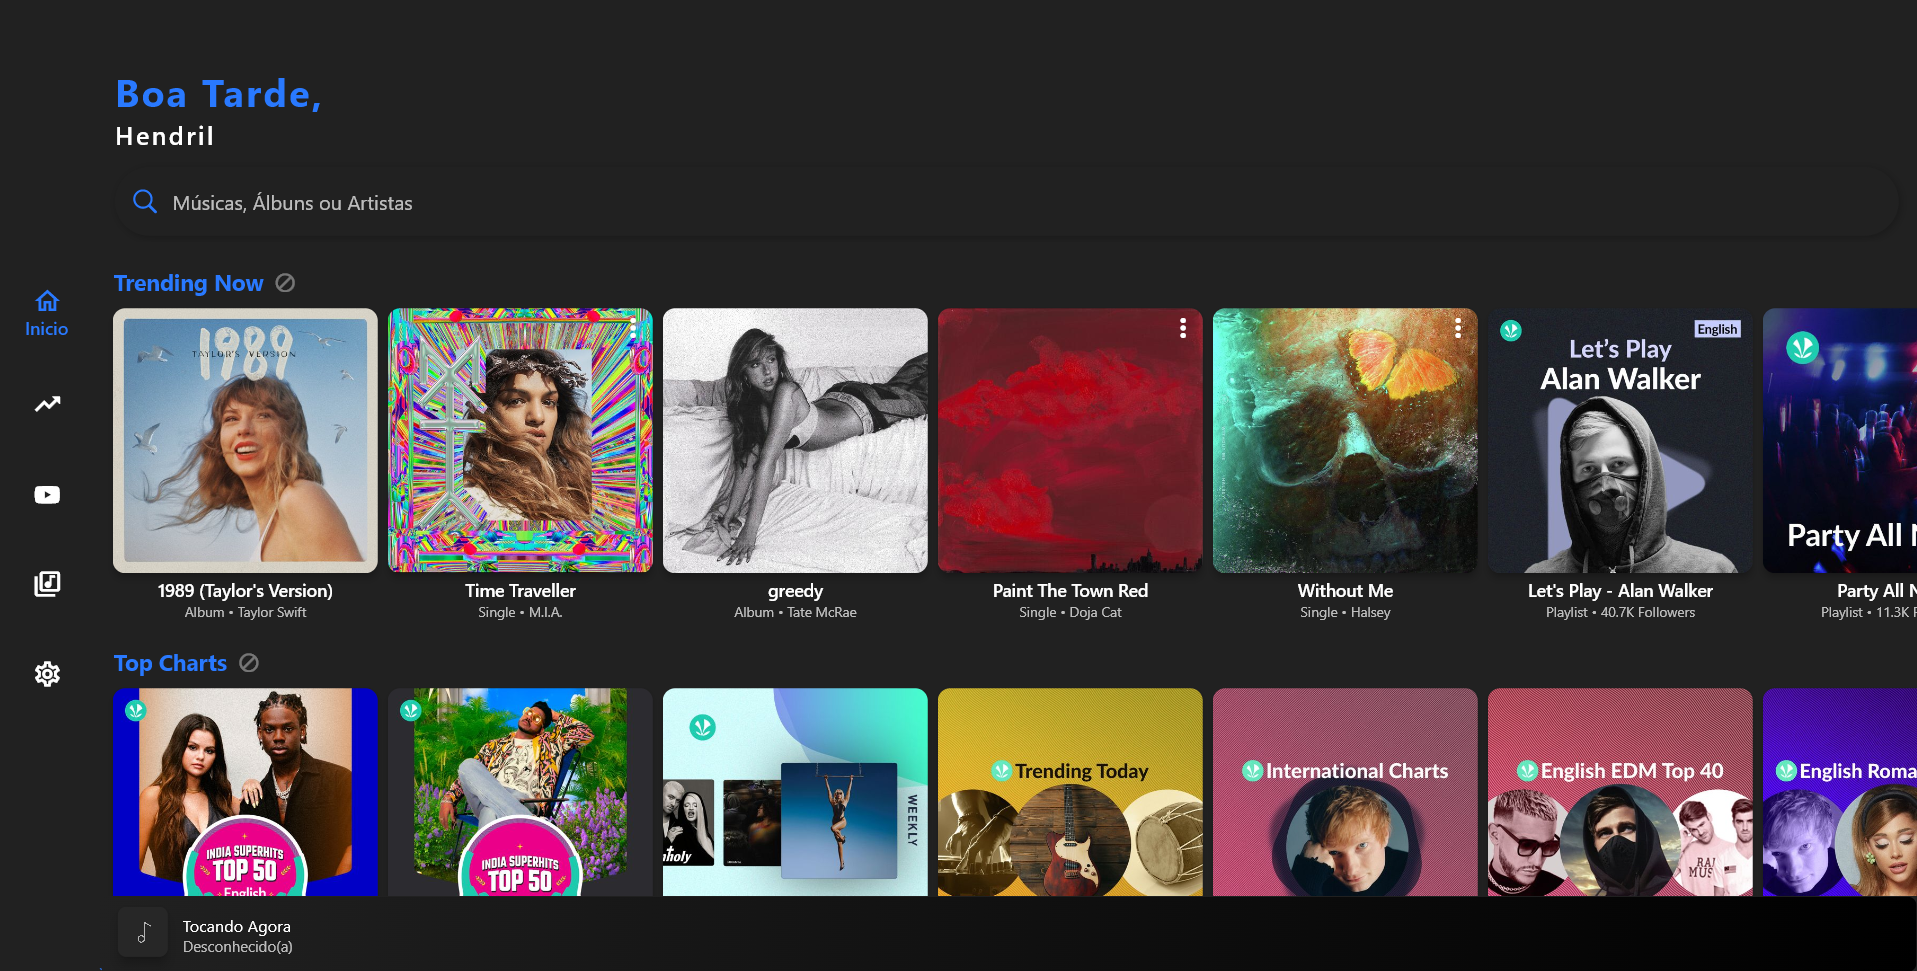 Boa Tarde,
Hendril
Músicas, Álbuns ou Artistas
Inicio
Trending Now
1989
TAYLOR'S VERSION
English
Let's Play
Alan Walker
Party All N
1989 (Taylor's Version)
Album • Taylor Swift
Time Traveller
Single • M.I.A.
greedy
Album • Tate McRae
Paint The Town Red
Single • Doja Cat
Without Me
Single • Halsey
Let's Play - Alan Walker
Playlist • 40.7K Followers
Party All N
Playlist • 11.3K F
Top Charts
INDIA SUPERHITS
TOP 50
English
INDIA SUPERHITS
TOP 50
nholy
WEEKLY
Trending Today
International Charts
English EDM Top 40
English Roma
Tocando Agora
Desconhecido(a)